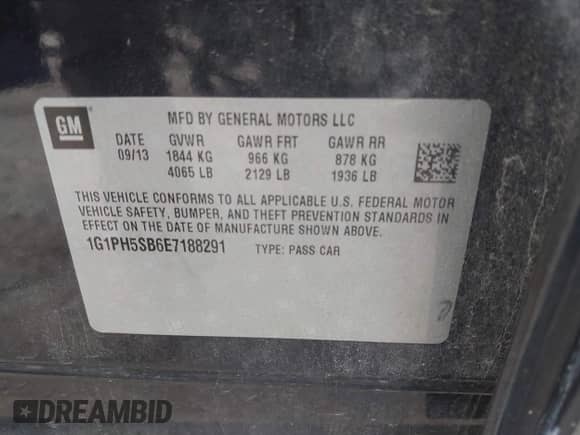 GM
MFD BY GENERAL MOTORS LLC
DATE GVWR GAWR FRT GAWR RR
09/13 1844 KG 966 KG 878 KG
4065 LB 2129 LB 1936 LB
THIS VEHICLE CONFORMS TO ALL APPLICABLE U.S. FEDERAL MOTOR
VEHICLE SAFETY, BUMPER, AND THEFT PREVENTION STANDARDS IN
EFFECT ON THE DATE OF MANUFACTURE SHOWN ABOVE.
1G1PH5SB6E7188291 TYPE: PASS CAR
DREAMBID